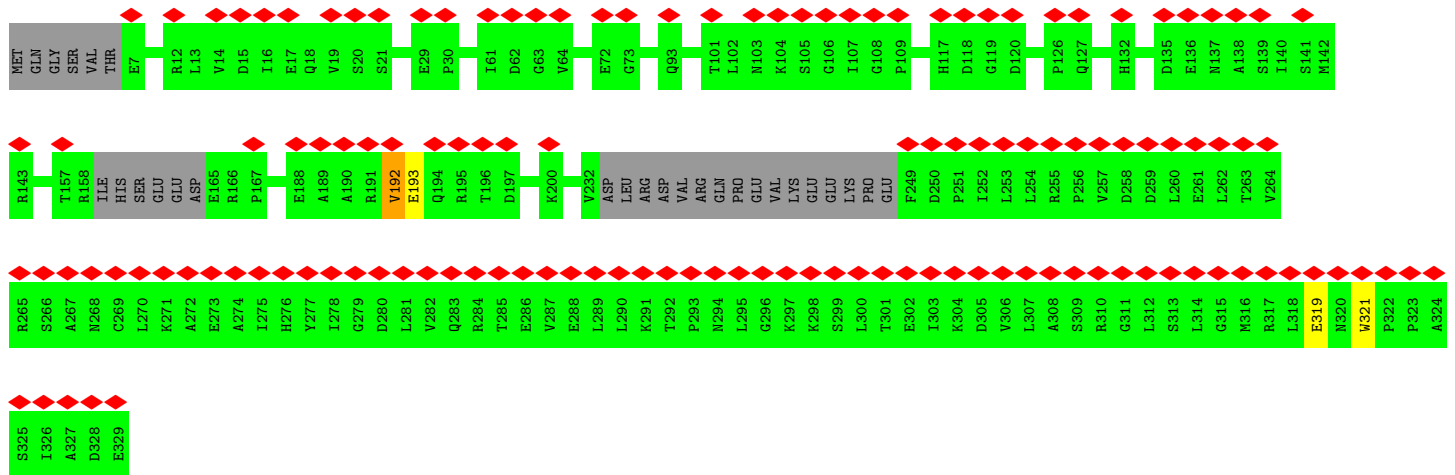 MET GLN GLY SER VAL THR E7 R12 L13 V14 D15 I16 E17 Q18 V19 S20 S21 E29 P30 I61 D62 G63 V64 E72 G73 Q93 T101 L102 N103 K104 S105 G106 I107 G108 P109 H117 D118 G119 D120 P126 Q127 H132 D135 E136 N137 A138 S139 I140 S141 M142
R143 T157 R158 ILE HIS SER GLU GLU ASP E165 R166 P167 E188 A189 A190 R191 V192 E193 Q194 R195 T196 D197 K200 V232 ASP LEU ARG ASP VAL ARG GLN PRO GLU VAL LYS GLU GLU LYS PRO GLU F249 D250 P251 I252 L253 L254 R255 P256 V257 D258 D259 L260 E261 L262 T263 V264
R265 S266 A267 N268 C269 L270 K271 A272 E273 A274 I275 H276 Y277 I278 G279 D280 L281 V282 Q283 R284 T285 E286 V287 E288 L289 L290 K291 T292 P293 N294 L295 G296 K297 K298 S299 L300 T301 E302 I303 K304 D305 V306 L307 A308 S309 R310 G311 L312 S313 L314 G315 M316 R317 L318 E319 N320 W321 P322 P323 A324
S325 I326 A327 D328 E329